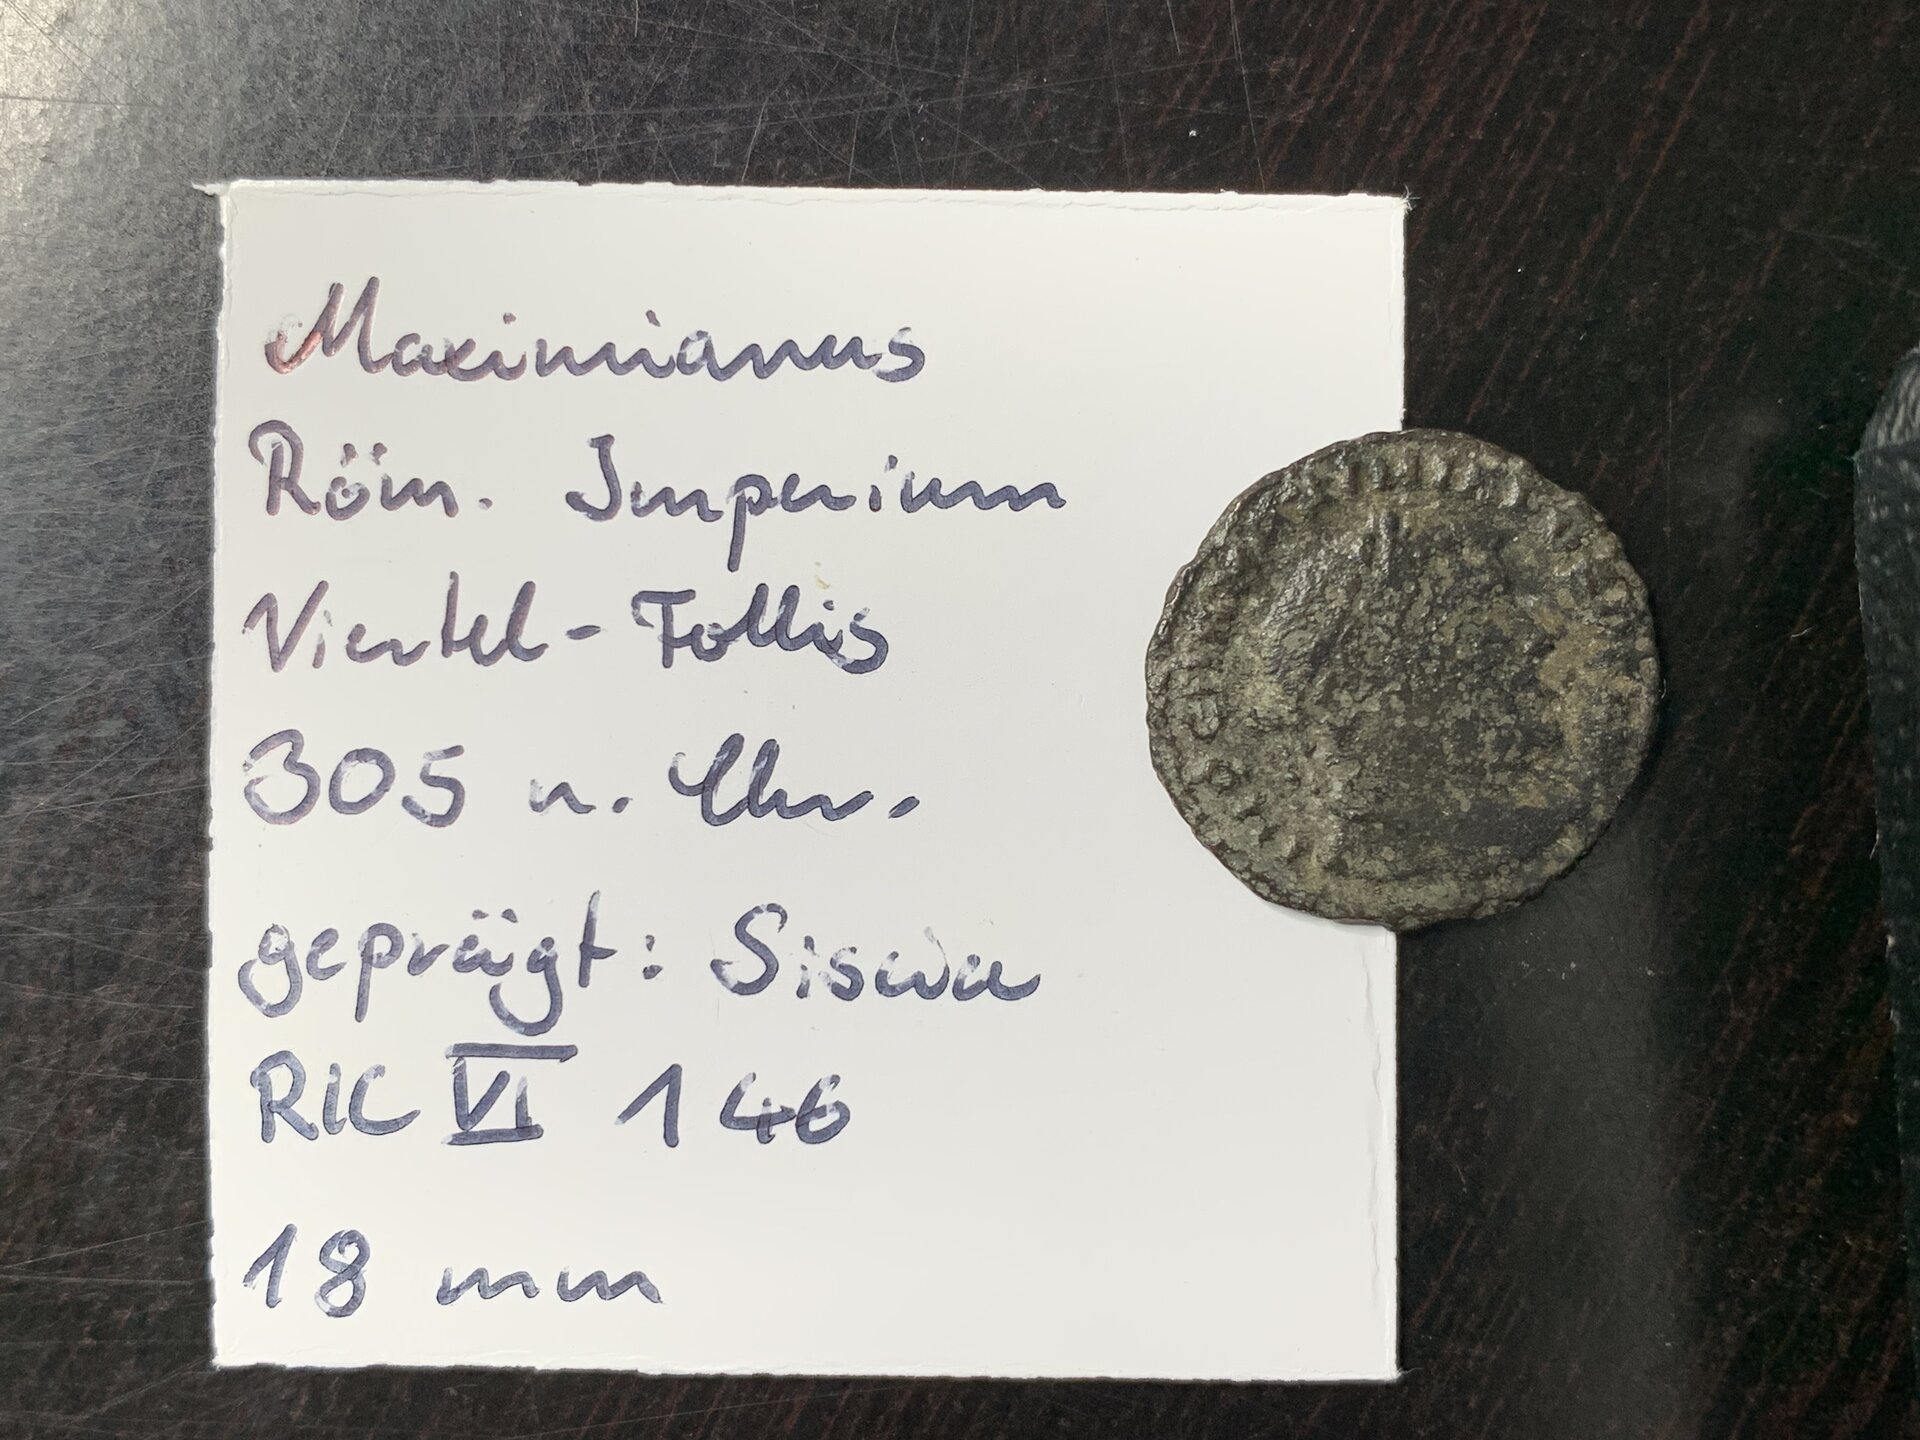 Maximianus
Röm. Imperium
Viertel-Follis
305 n. Chr.
geprägt: Siscia
RIC VI 146
18 mm